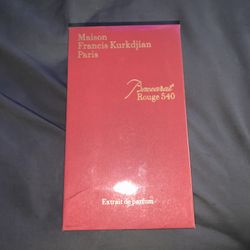 Maison
Francis Kurkdjian
Paris
Baccarat
Rouge 540
Extrait de parfum